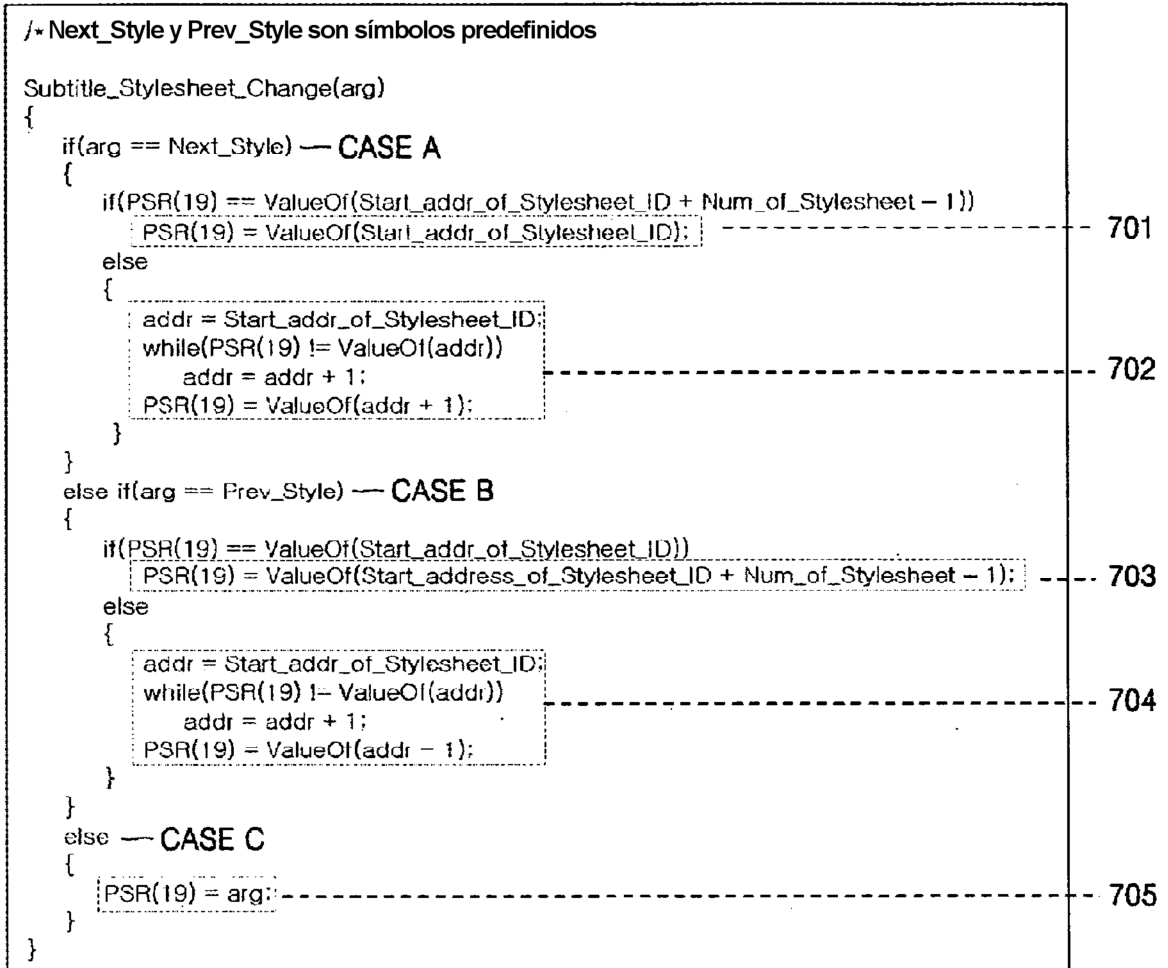 /* Next_Style y Prev_Style son símbolos predefinidos
Subtitle_Stylesheet_Change(arg)
{
if(arg == Next_Style) — CASE A
{
if(PSR(19) == ValueOf(Start_addr_of_Stylesheet_ID + Num_of_Stylesheet – 1))
PSR(19) = ValueOf(Start_addr_of_Stylesheet_ID); 701
else
{
addr = Start_addr_of_Stylesheet_ID;
while(PSR(19) != ValueOf(addr))
addr = addr + 1; 702
PSR(19) = ValueOf(addr + 1);
}
}
else if(arg == Prev_Style) — CASE B
{
if(PSR(19) == ValueOf(Start_addr_of_Stylesheet_ID))
PSR(19) = ValueOf(Start_address_of_Stylesheet_ID + Num_of_Stylesheet – 1); 703
else
{
addr = Start_addr_of_Stylesheet_ID;
while(PSR(19) != ValueOf(addr))
addr = addr + 1; 704
PSR(19) = ValueOf(addr – 1);
}
}
else — CASE C
{
PSR(19) = arg; 705
}
}